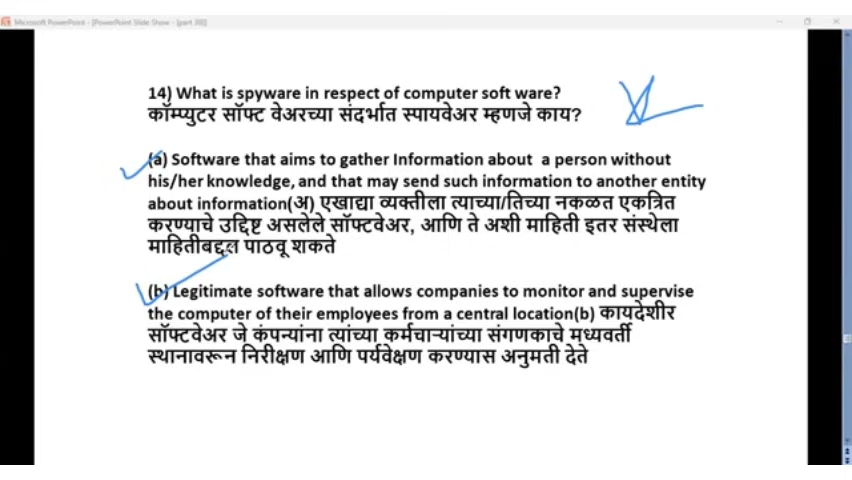 Microsoft PowerPoint - [PowerPoint Slide Show - [part 3]]
14) What is spyware in respect of computer soft ware?
कॉम्प्युटर सॉफ्ट वेअरच्या संदर्भात स्पायवेअर म्हणजे काय?
(a) Software that aims to gather Information about a person without
his/her knowledge, and that may send such information to another entity
about information(अ) एखाद्या व्यक्तीला त्याच्या/तिच्या नकळत एकत्रित
करण्याचे उद्दिष्ट असलेले सॉफ्टवेअर, आणि ते अशी माहिती इतर संस्थेला
माहितीबद्दल पाठवू शकते
(b) Legitimate software that allows companies to monitor and supervise
the computer of their employees from a central location(b) कायदेशीर
सॉफ्टवेअर जे कंपन्यांना त्यांच्या कर्मचाऱ्यांच्या संगणकाचे मध्यवर्ती
स्थानावरून निरीक्षण आणि पर्यवेक्षण करण्यास अनुमती देते